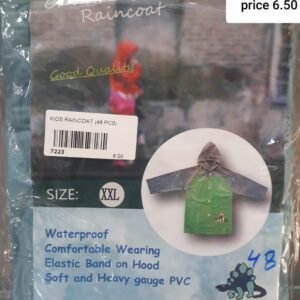 price 6.50
Raincoat
Good Quality
KIDS RAINCOAT (48 PCS)
7223
6.50
SIZE: XXL
Waterproof
Comfortable Wearing
Elastic Band on Hood
Soft and Heavy gauge PVC
48